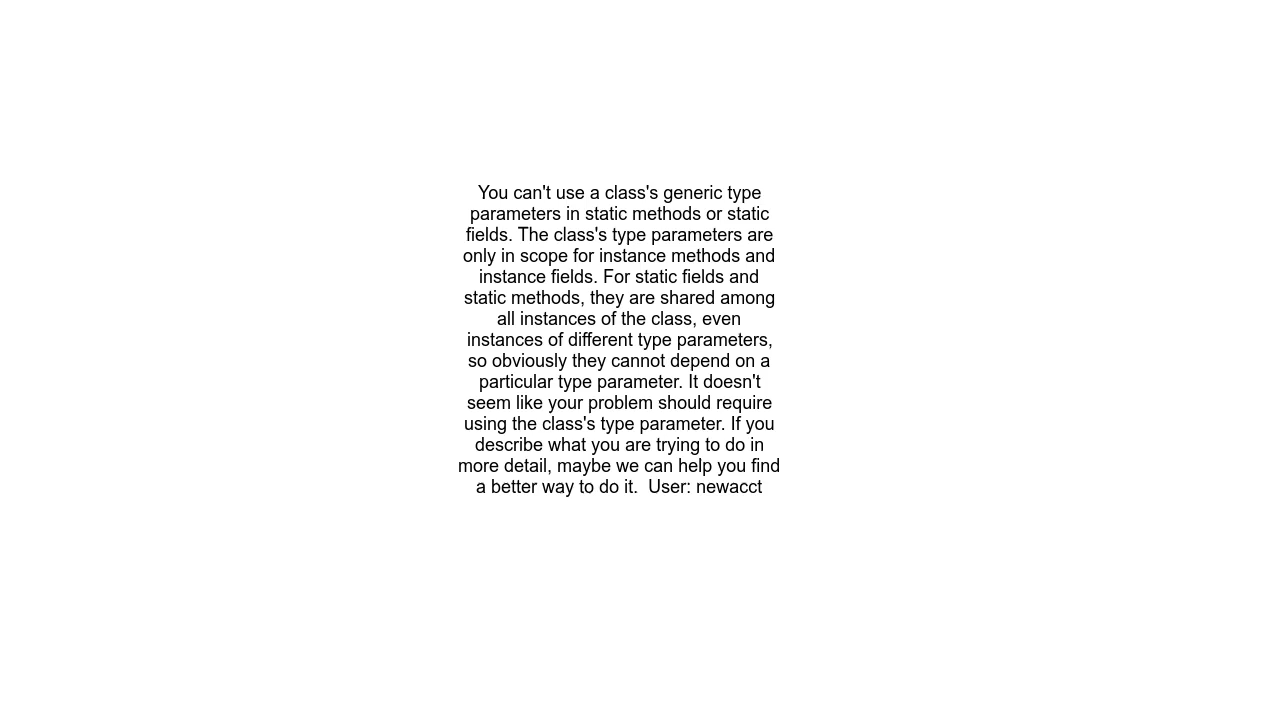 You can't use a class's generic type
parameters in static methods or static
fields. The class's type parameters are
only in scope for instance methods and
instance fields. For static fields and
static methods, they are shared among
all instances of the class, even
instances of different type parameters,
so obviously they cannot depend on a
particular type parameter. It doesn't
seem like your problem should require
using the class's type parameter. If you
describe what you are trying to do in
more detail, maybe we can help you find
a better way to do it.  User: newacct